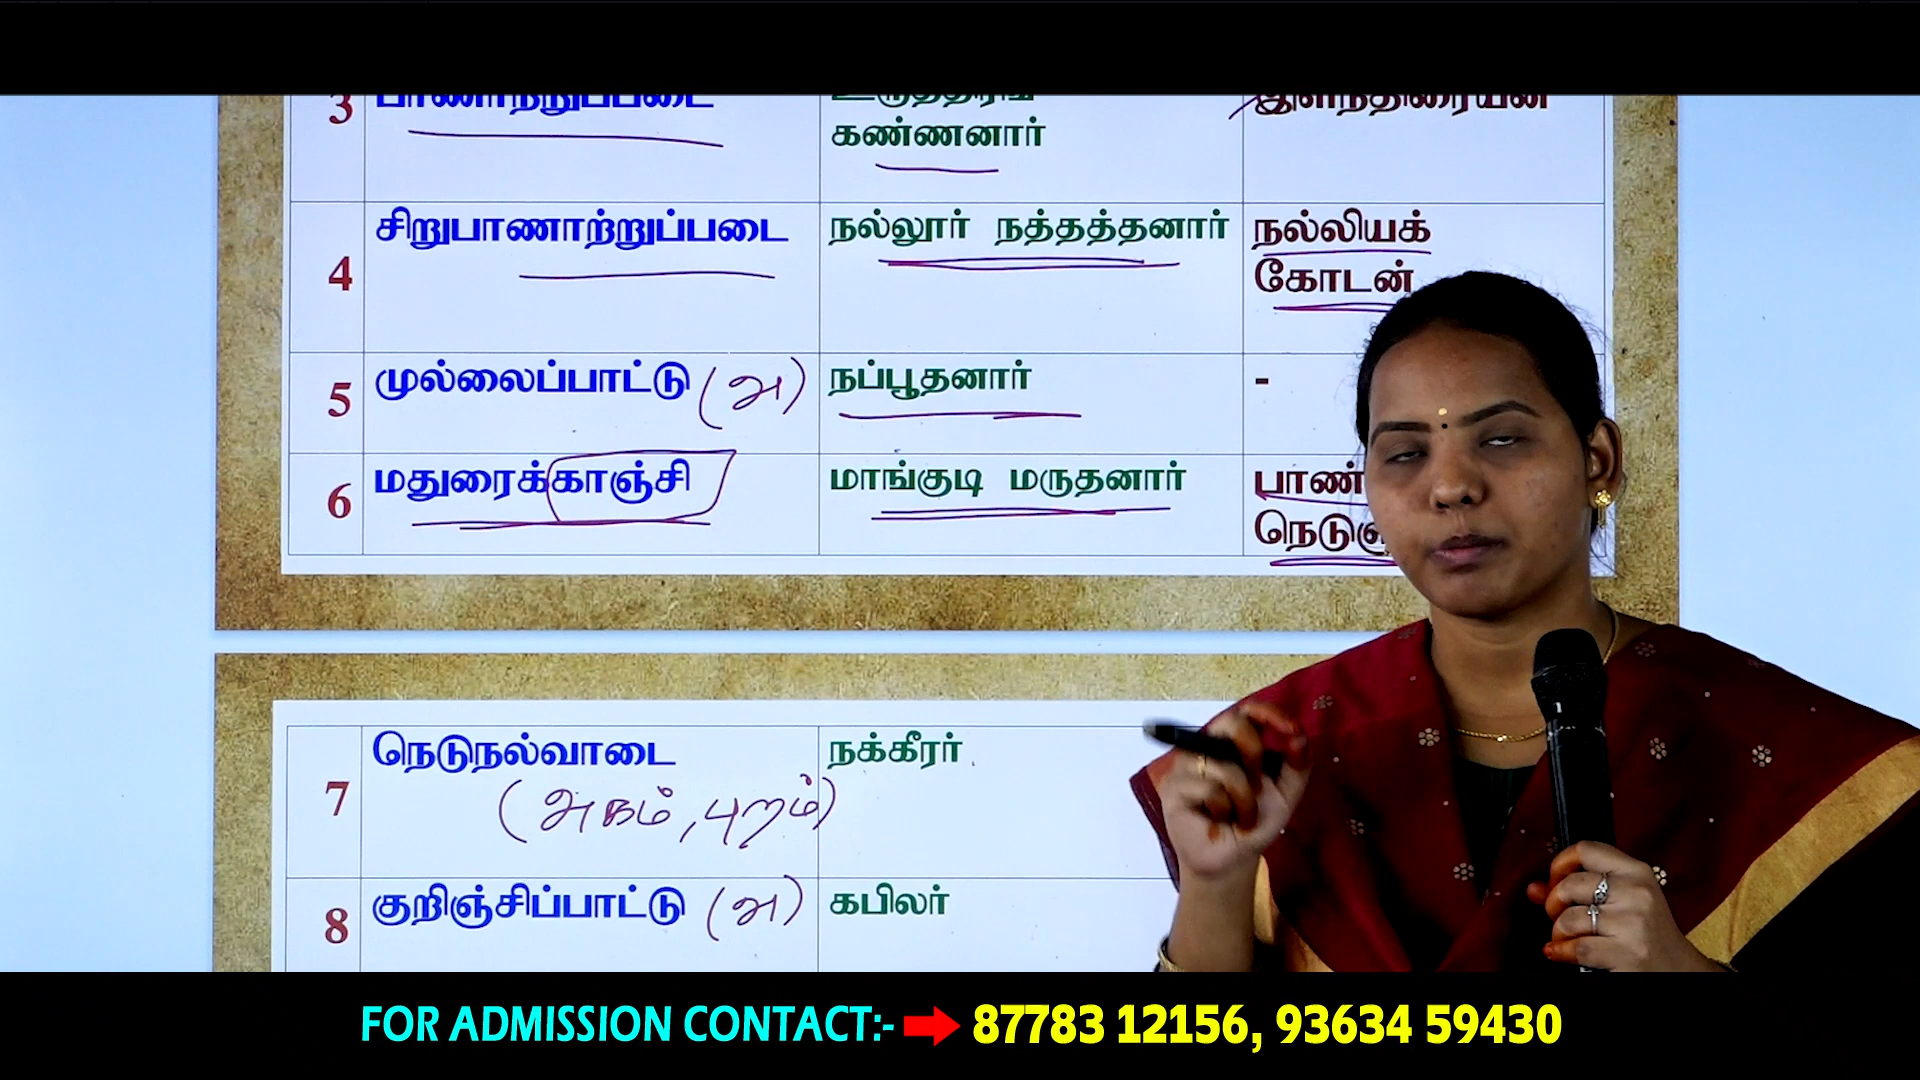 3 கண்ணனார்
4 சிறுபாணாற்றுப்படை நல்லூர் நத்தத்தனார் நல்லியக்
கோடன்
5 முல்லைப்பாட்டு (அ) நப்பூதனார் -
6 மதுரைக்காஞ்சி மாங்குடி மருதனார்
7 நெடுநல்வாடை நக்கீரர்
(அகம், புறம்)
8 குறிஞ்சிப்பாட்டு (அ) கபிலர்
FOR ADMISSION CONTACT:- 87783 12156, 93634 59430